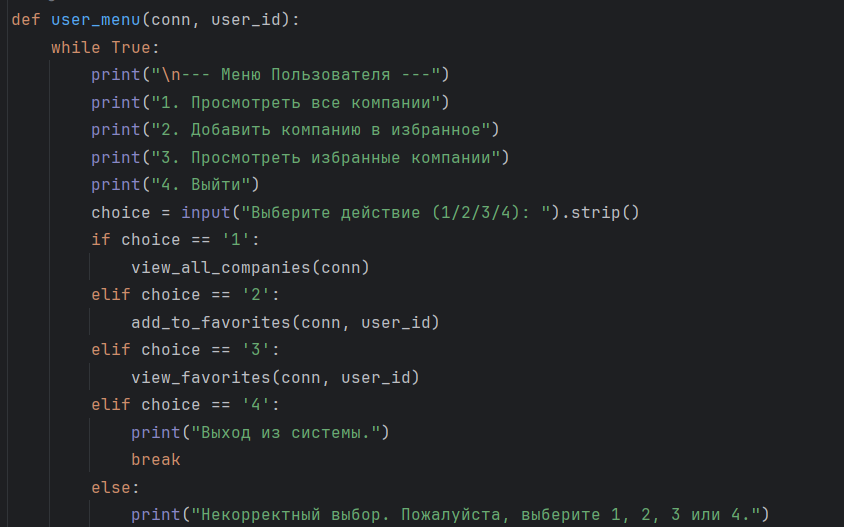 def user_menu(conn, user_id):
    while True:
        print("\n--- Меню Пользователя ---")
        print("1. Просмотреть все компании")
        print("2. Добавить компанию в избранное")
        print("3. Просмотреть избранные компании")
        print("4. Выйти")
        choice = input("Выберите действие (1/2/3/4): ").strip()
        if choice == '1':
            view_all_companies(conn)
        elif choice == '2':
            add_to_favorites(conn, user_id)
        elif choice == '3':
            view_favorites(conn, user_id)
        elif choice == '4':
            print("Выход из системы.")
            break
        else:
            print("Некорректный выбор. Пожалуйста, выберите 1, 2, 3 или 4.")